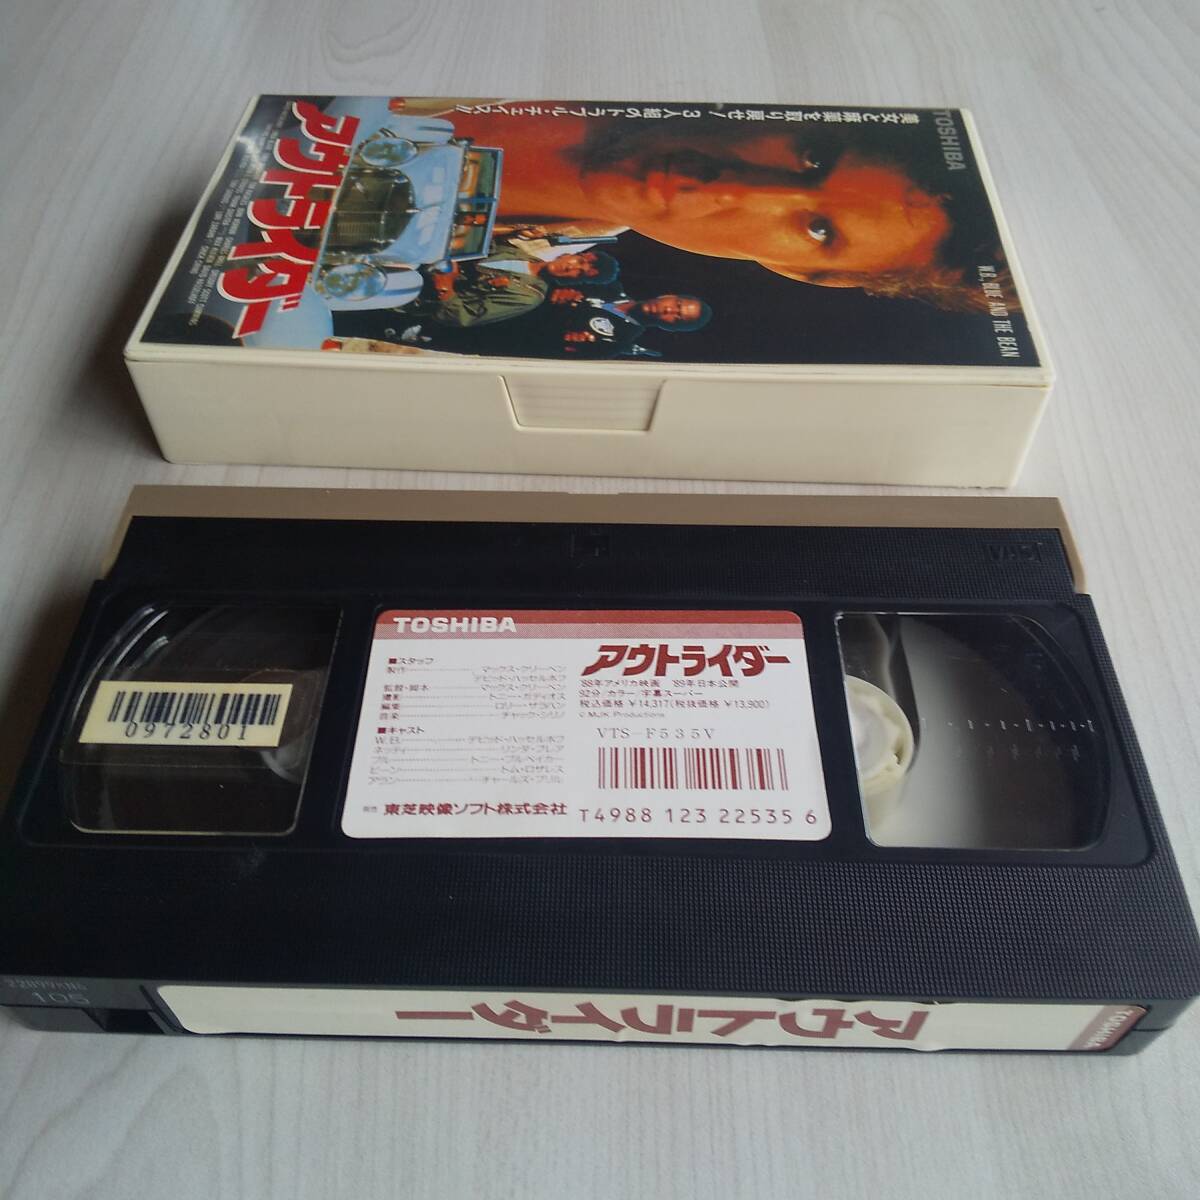 TOSHIBA
美女と麻薬を取り戻せ! 3人組のトラブル・チェイス!!
W.B., BLUE AND THE BEAN
アウトライダー
VHS
TOSHIBA
■スタッフ
製作 マックス・クリーベン
デビッド・ハッセルホフ
監督・脚本 マックス・クリーベン
撮影 トニー・ガディオス
編集 ロリー・ザラハン
音楽 チャック・シリノ
■キャスト
W.B. デビッド・ハッセルホフ
ネッティ リンダ・ブレア
ブルー トニー・ブルベイカー
ビーン トム・ロザレス
アラン チャールズ・ブリル
発売 東芝映像ソフト株式会社
アウトライダー
'88年アメリカ映画 '89年日本公開
92分/カラー/字幕スーパー
税込価格 ¥14,317(税抜価格 ¥13,900)
© MJK Productions
VTS-F535V
T4988 123 22535 6
0972801
105
アウトライダー
TOSHIBA